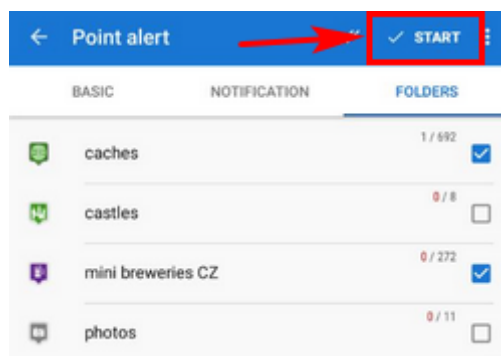 Point alert
START
BASIC NOTIFICATION FOLDERS
1 / 692
caches
0 / 8
castles
0 / 272
mini breweries CZ
0 / 11
photos